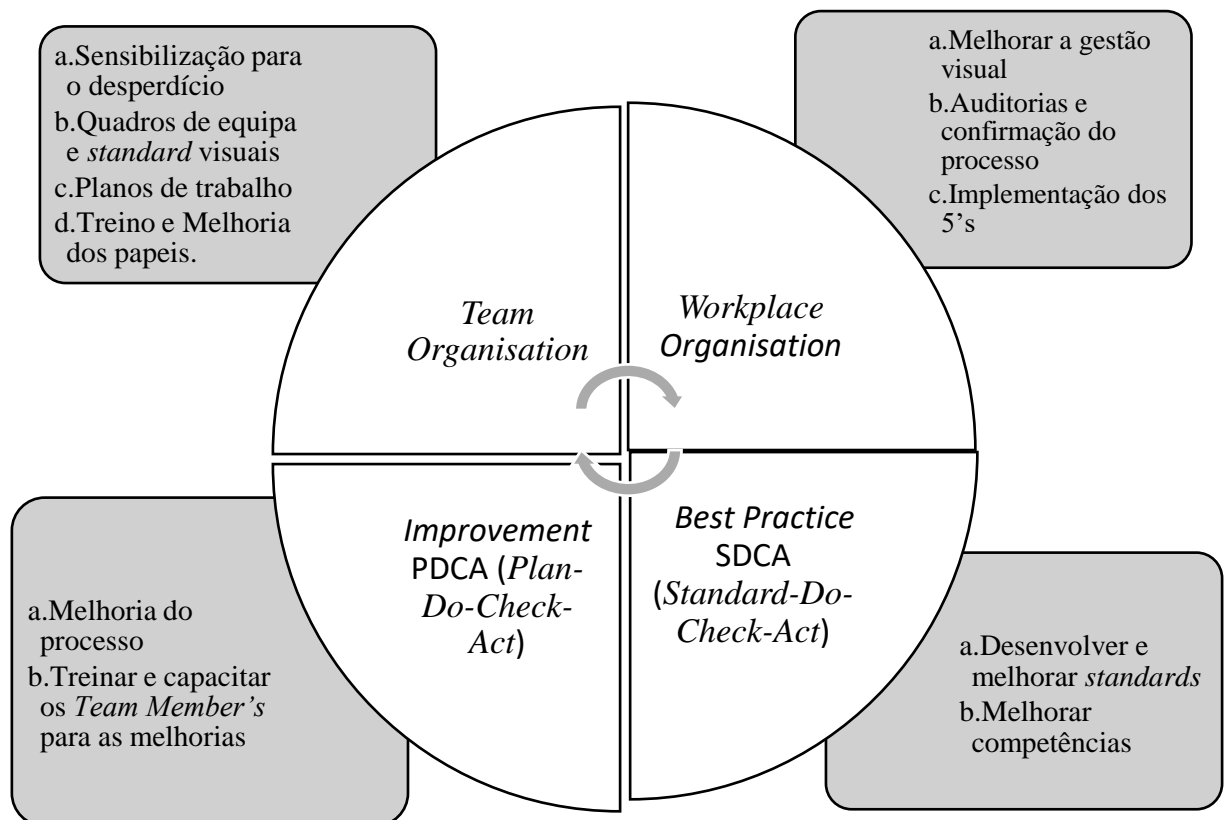 a.Sensibilização para
o desperdício
b.Quadros de equipa
e standard visuais
c.Planos de trabalho
d.Treino e Melhoria
dos papeis.
a.Melhorar a gestão
visual
b.Auditorias e
confirmação do
processo
c.Implementação dos
5’s
Team
Organisation
Workplace
Organisation
Improvement
PDCA (Plan-
Do-Check-
Act)
Best Practice
SDCA
(Standard-Do-
Check-Act)
a.Melhoria do
processo
b.Treinar e capacitar
os Team Member’s
para as melhorias
a.Desenvolver e
melhorar standards
b.Melhorar
competências